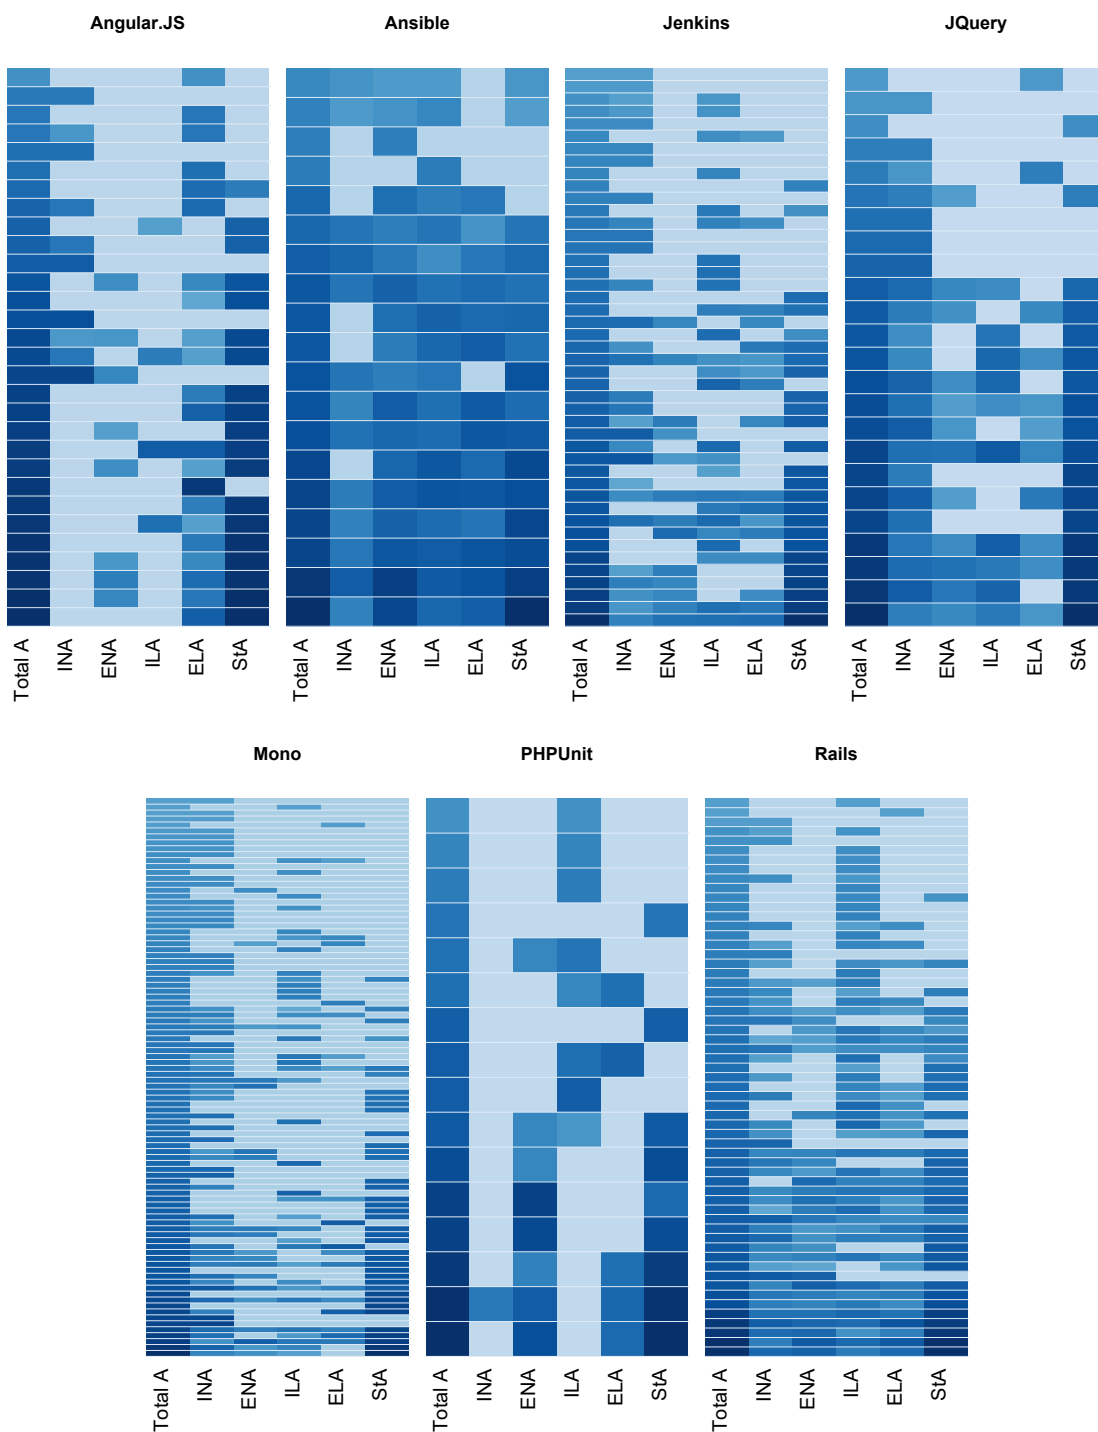 Angular.JS Ansible Jenkins JQuery
Total A INA ENA ILA ELA StA Total A INA ENA ILA ELA StA Total A INA ENA ILA ELA StA Total A INA ENA ILA ELA StA
Mono PHPUnit Rails
Total A INA ENA ILA ELA StA Total A INA ENA ILA ELA StA Total A INA ENA ILA ELA StA